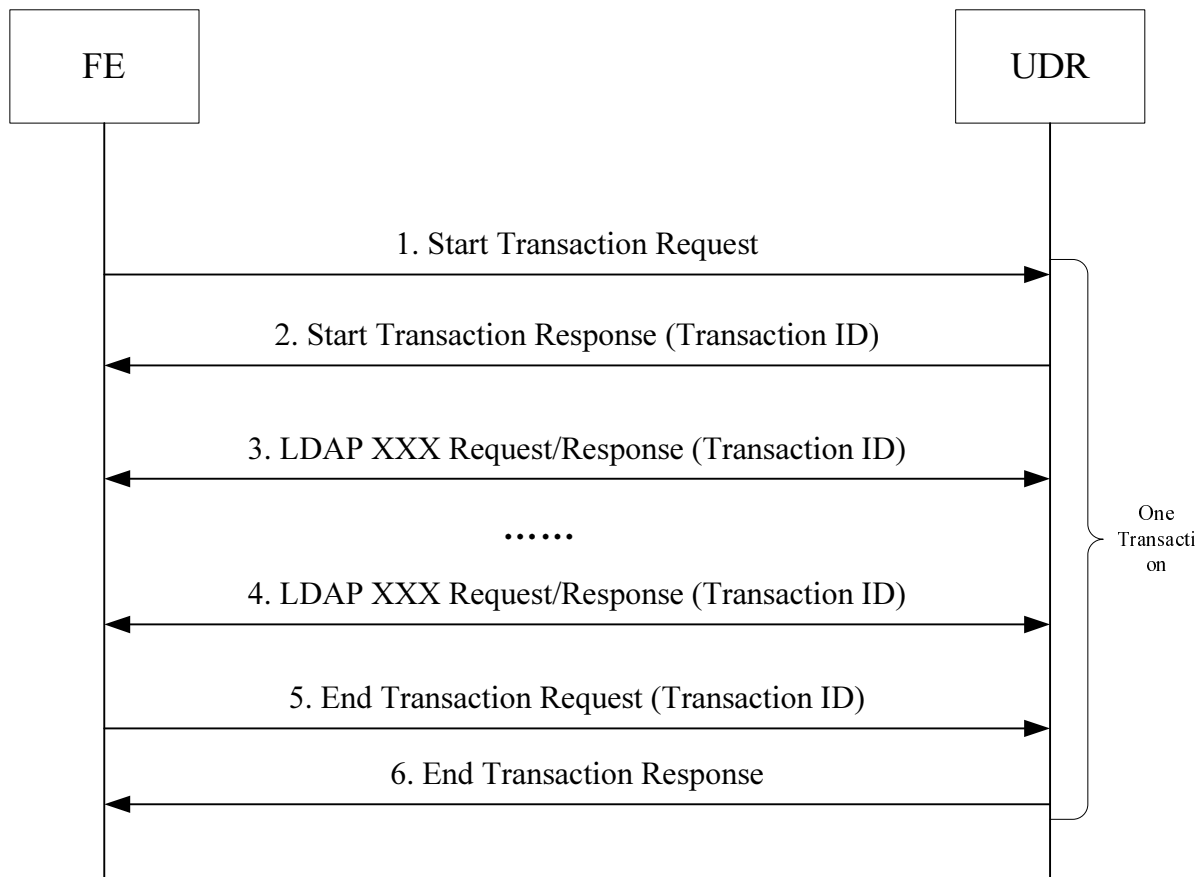 FE
UDR
1. Start Transaction Request
2. Start Transaction Response (Transaction ID)
3. LDAP XXX Request/Response (Transaction ID)
……
4. LDAP XXX Request/Response (Transaction ID)
One
Transacti
on
5. End Transaction Request (Transaction ID)
6. End Transaction Response